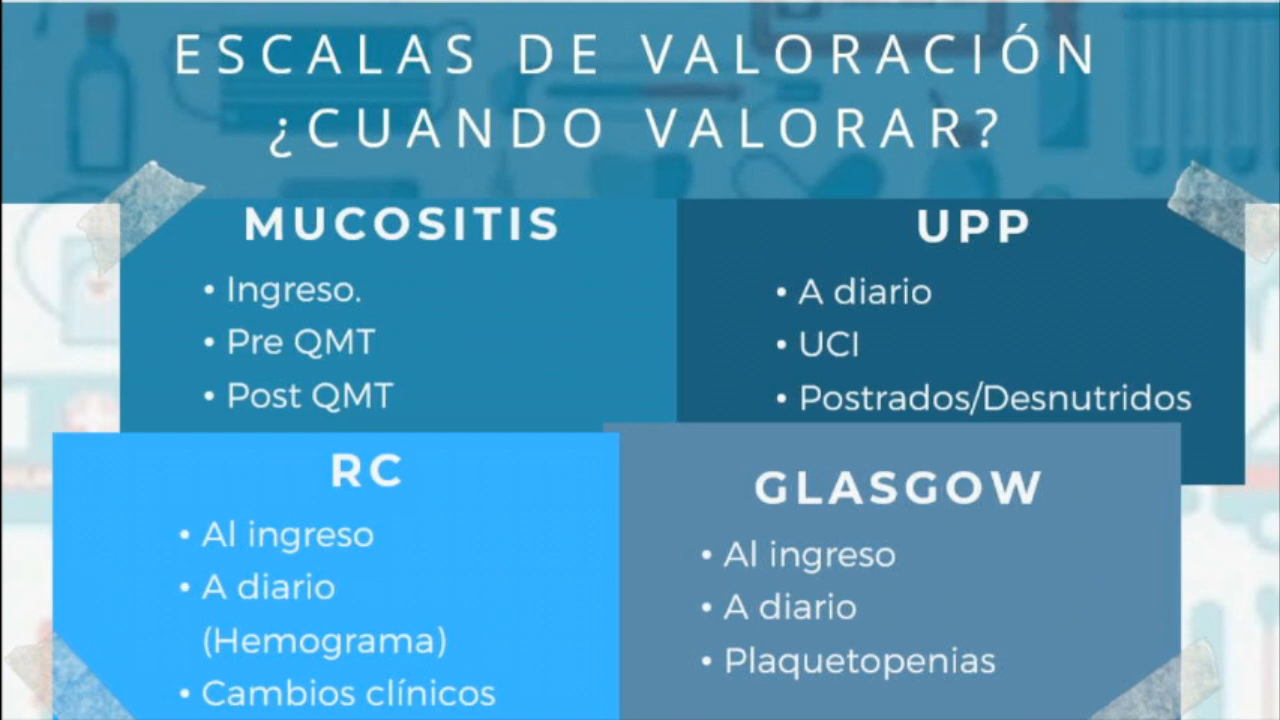 ESCALAS DE VALORACIÓN
¿CUANDO VALORAR?
MUCOSITIS
• Ingreso.
• Pre QMT
• Post QMT
UPP
• A diario
• UCI
• Postrados/Desnutridos
RC
• Al ingreso
• A diario
(Hemograma)
• Cambios clínicos
GLASGOW
• Al ingreso
• A diario
• Plaquetopenias